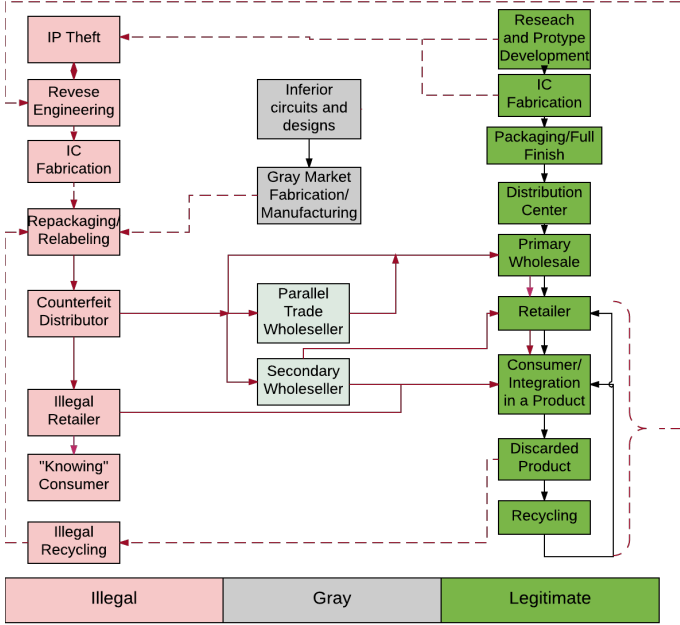 IP Theft
Revese
Engineering
IC
Fabrication
Repackaging/
Relabeling
Counterfeit
Distributor
Illegal
Retailer
"Knowing"
Consumer
Illegal
Recycling
Inferior
circuits and
designs
Gray Market
Fabrication/
Manufacturing
Parallel
Trade
Wholeseller
Secondary
Wholeseller
Reseach
and Protype
Development
IC
Fabrication
Packaging/Full
Finish
Distribution
Center
Primary
Wholesale
Retailer
Consumer/
Integration
in a Product
Discarded
Product
Recycling
Illegal
Gray
Legitimate